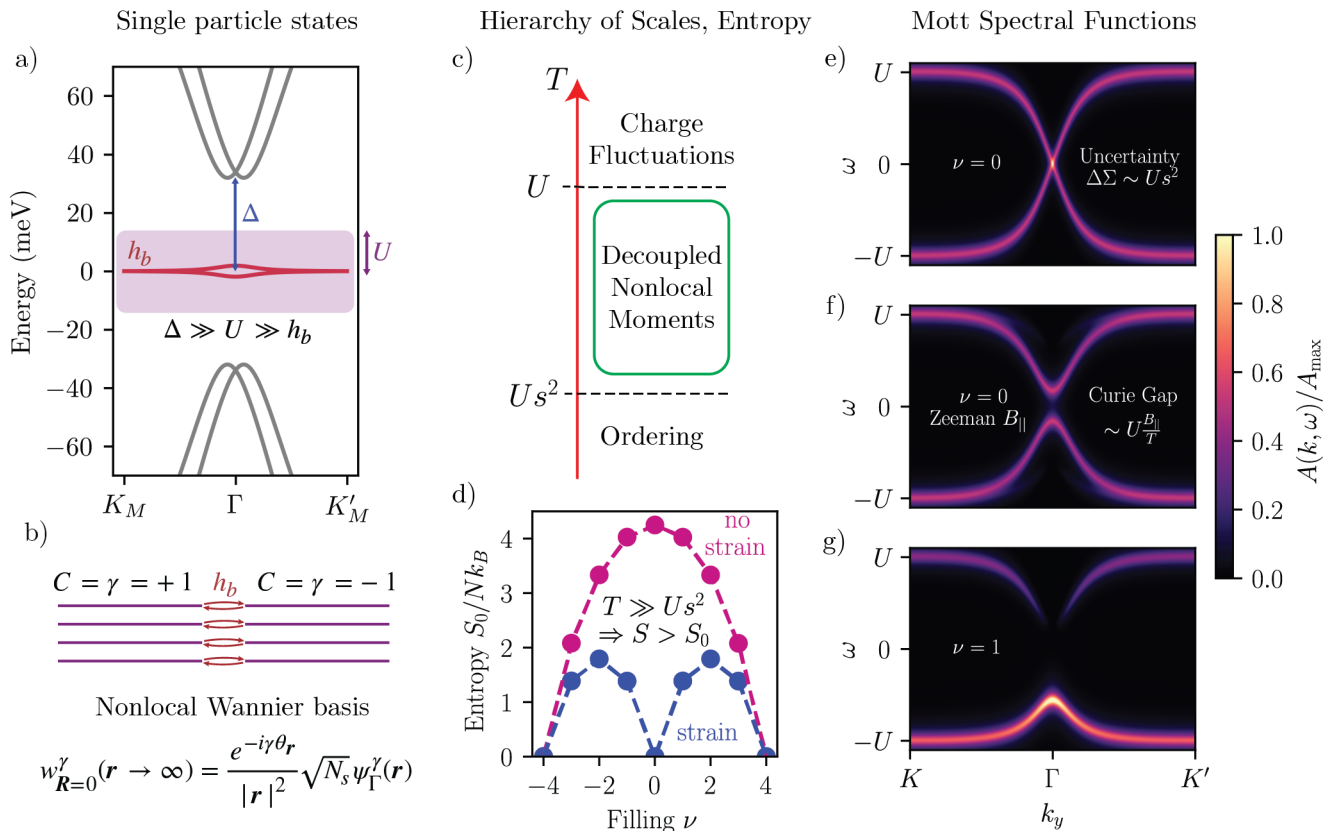 Single particle states
Hierarchy of Scales, Entropy
Mott Spectral Functions
a)
60
40
20
0
−20
−40
−60
Energy (meV)
Δ
U
h_b
Δ ≫ U ≫ h_b
K_M
Γ
K′_M
b)
C = γ = +1
h_b
C = γ = −1
Nonlocal Wannier basis
w^γ_{R=0}(r → ∞) = \frac{e^{−iγθ_r}}{|r|^2} √N_s ψ^γ_Γ(r)
c)
T
Charge
Fluctuations
U
Decoupled
Nonlocal
Moments
Us²
Ordering
d)
Entropy S₀/Nk_B
4
3
2
1
0
no
strain
T ≫ Us²
⇒ S > S₀
strain
−4
−2
0
2
4
Filling ν
e)
U
ω
0
−U
ν = 0
Uncertainty
ΔΣ ∼ Us²
f)
U
ω
0
−U
ν = 0
Zeeman B_||
Curie Gap
∼ U\frac{B_{||}}{T}
g)
U
ω
0
−U
ν = 1
K
Γ
K′
k_y
1.0
0.8
0.6
0.4
0.2
0.0
A(k, ω)/A_max